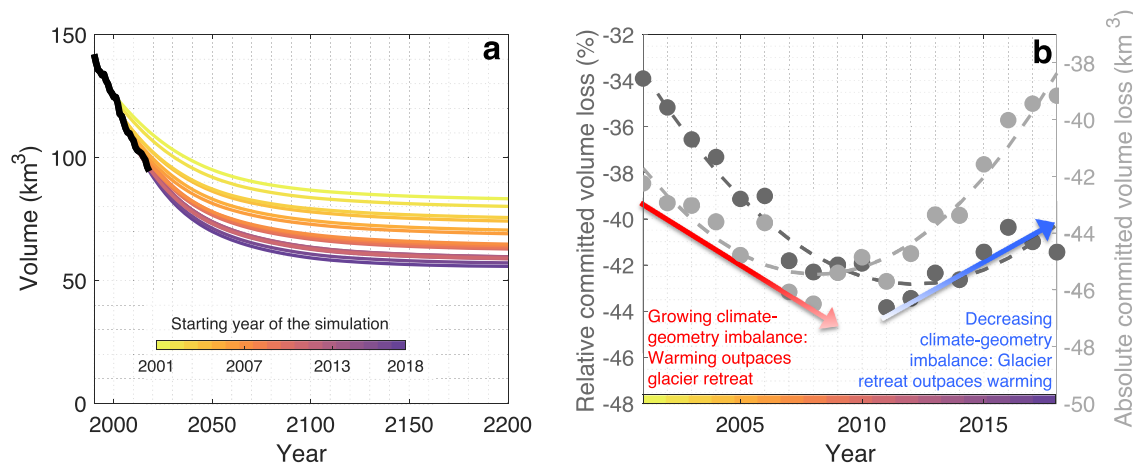 a
150
100
50
0
Volume (km3)
Starting year of the simulation
2001
2007
2013
2018
2000
2050
2100
2150
2200
Year
b
-32
-34
-36
-38
-40
-42
-44
-46
-48
Relative committed volume loss (%)
Growing climate-
geometry imbalance:
Warming outpaces
glacier retreat
Decreasing
climate-geometry
imbalance: Glacier
retreat outpaces warming
2005
2010
2015
Year
-38
-40
-42
-44
-46
-48
-50
Absolute committed volume loss (km3)